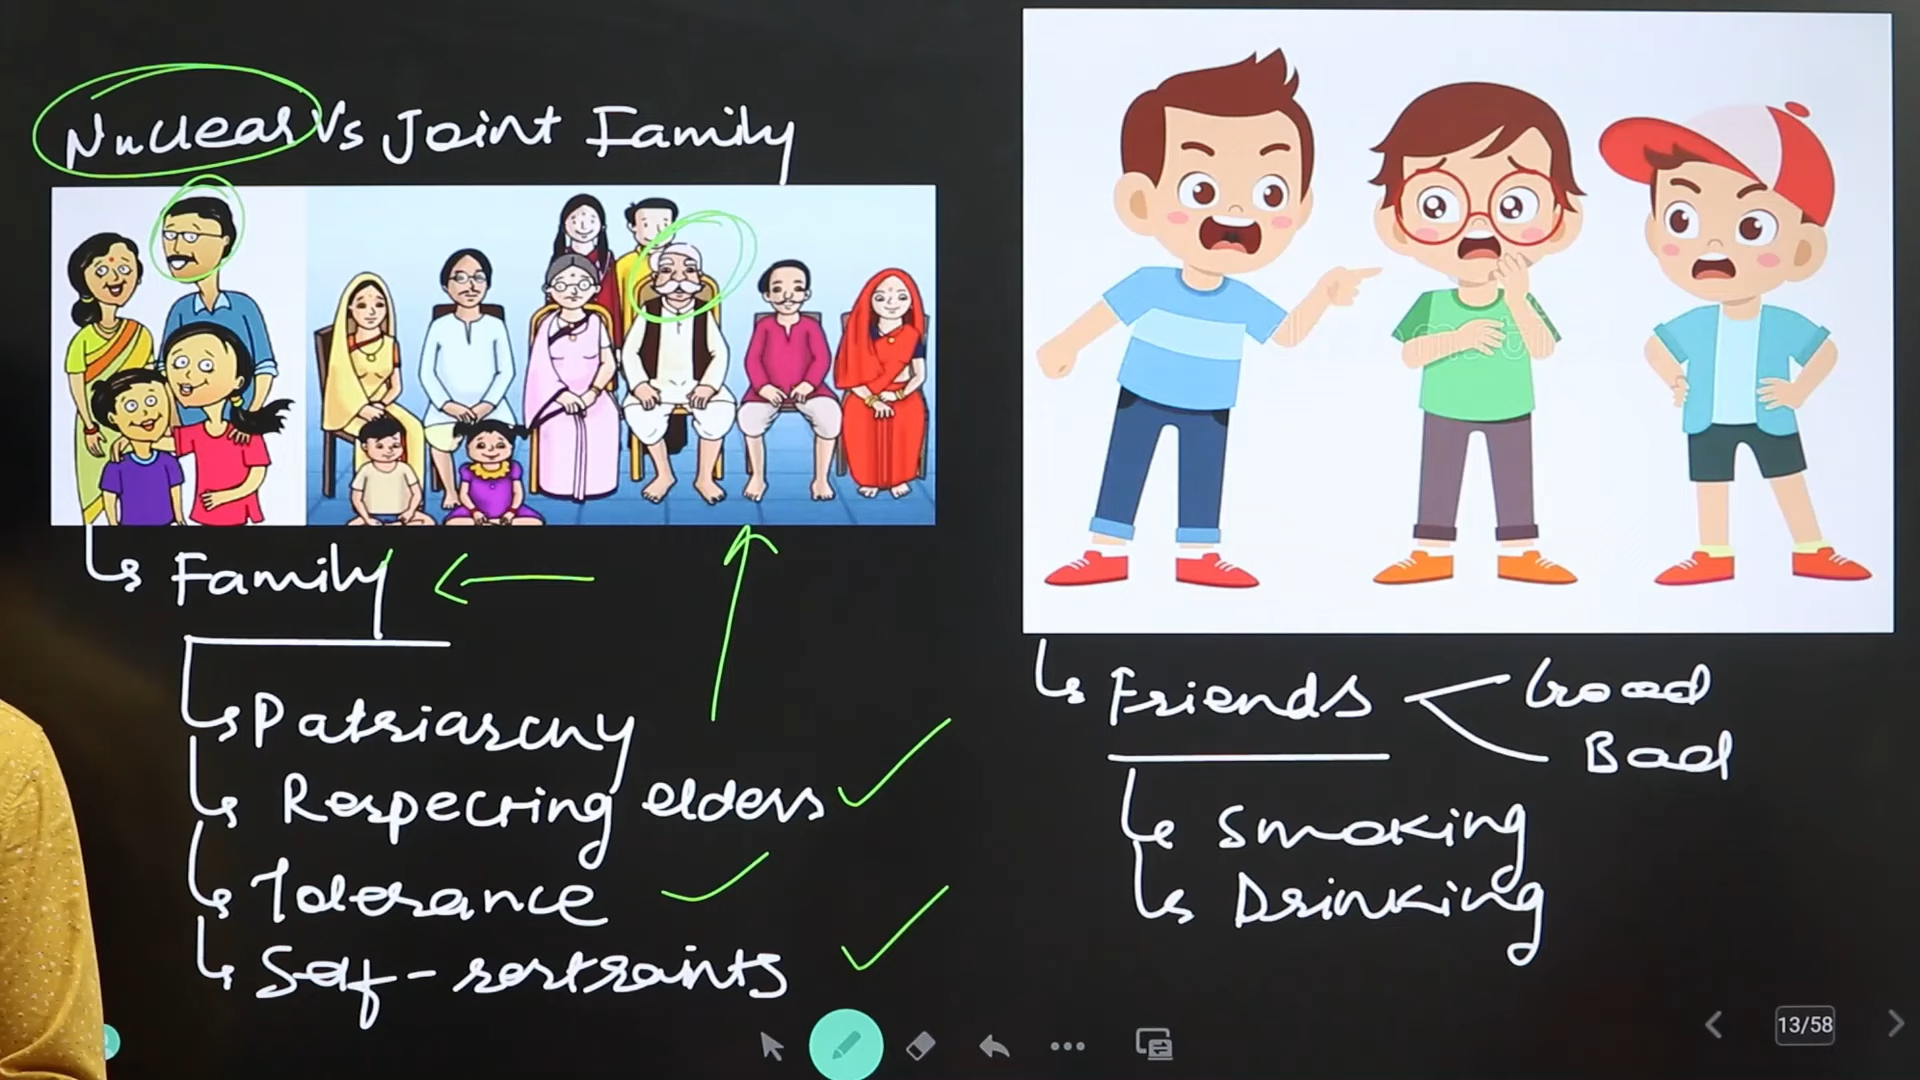 Nuclear Vs Joint Family
Family
Patriarchy
Respecting elders
Tolerance
Self-restraints
Friends
Good
Bad
Smoking
Drinking
13/58